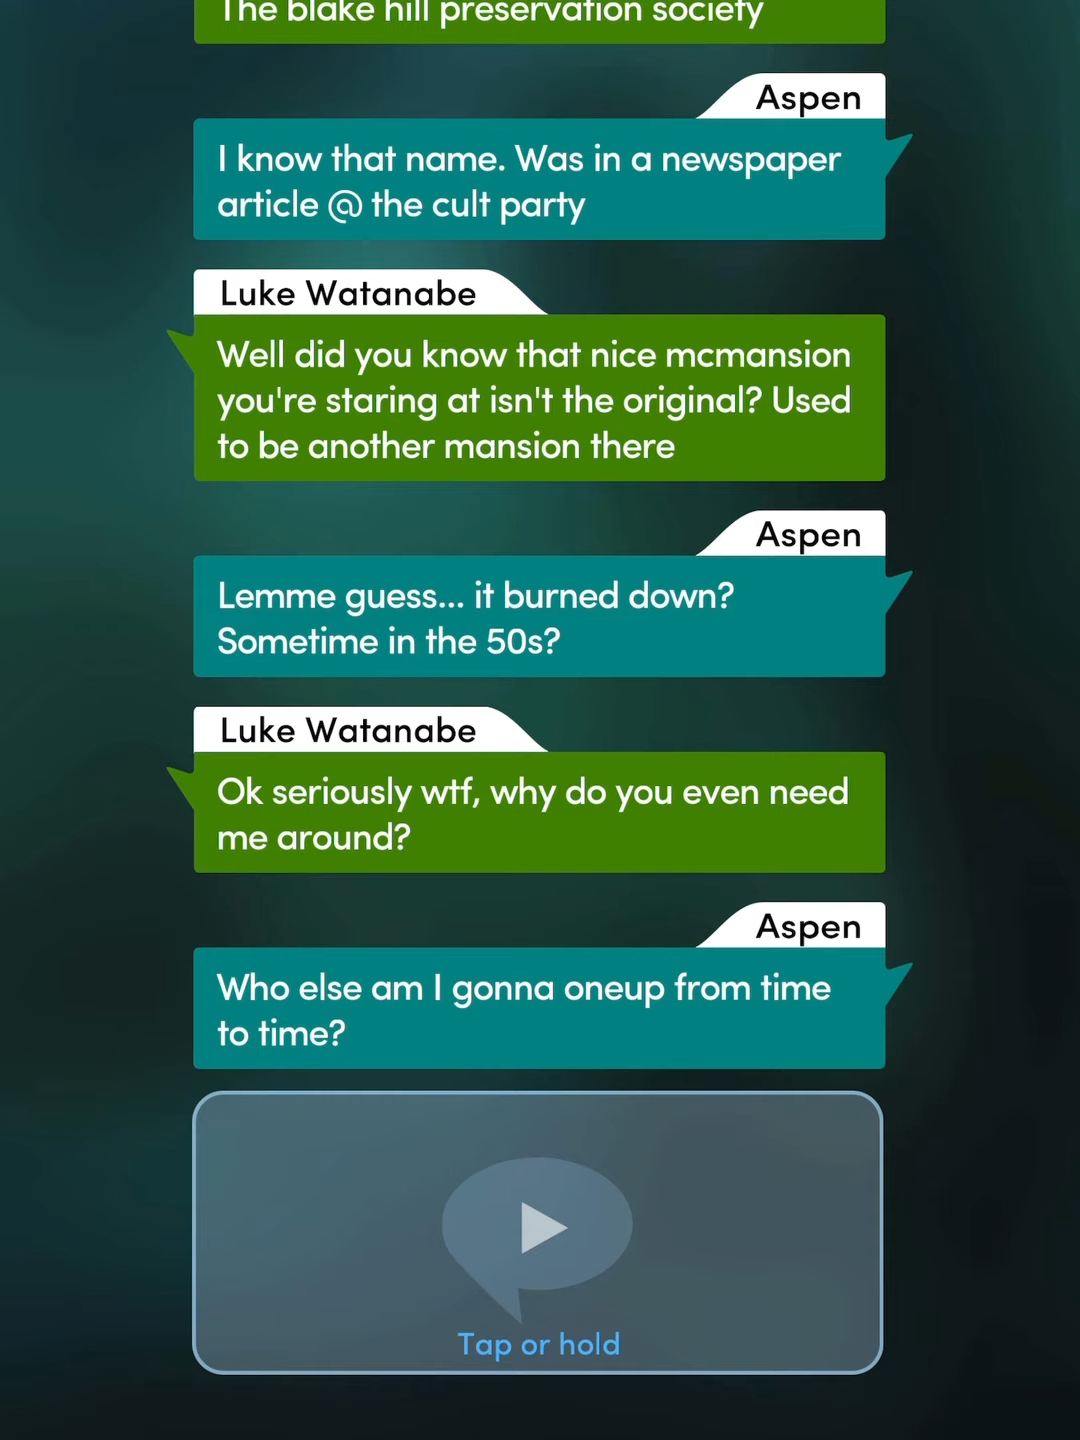 The blake hill preservation society
Aspen
I know that name. Was in a newspaper
article @ the cult party
Luke Watanabe
Well did you know that nice mcmansion
you're staring at isn't the original? Used
to be another mansion there
Aspen
Lemme guess... it burned down?
Sometime in the 50s?
Luke Watanabe
Ok seriously wtf, why do you even need
me around?
Aspen
Who else am I gonna oneup from time
to time?
Tap or hold